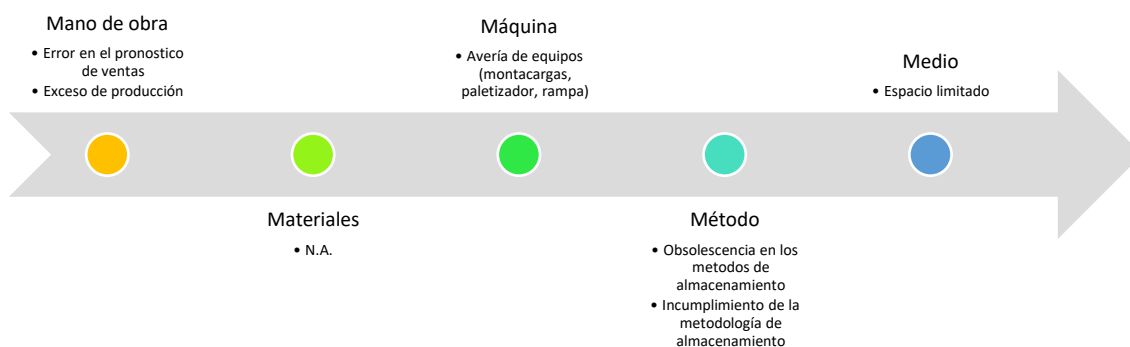 Mano de obra
• Error en el pronostico
de ventas
• Exceso de producción
Materiales
• N.A.
Máquina
• Avería de equipos
(montacargas,
paletizador, rampa)
Método
• Obsolescencia en los
metodos de
almacenamiento
• Incumplimiento de la
metodología de
almacenamiento
Medio
• Espacio limitado